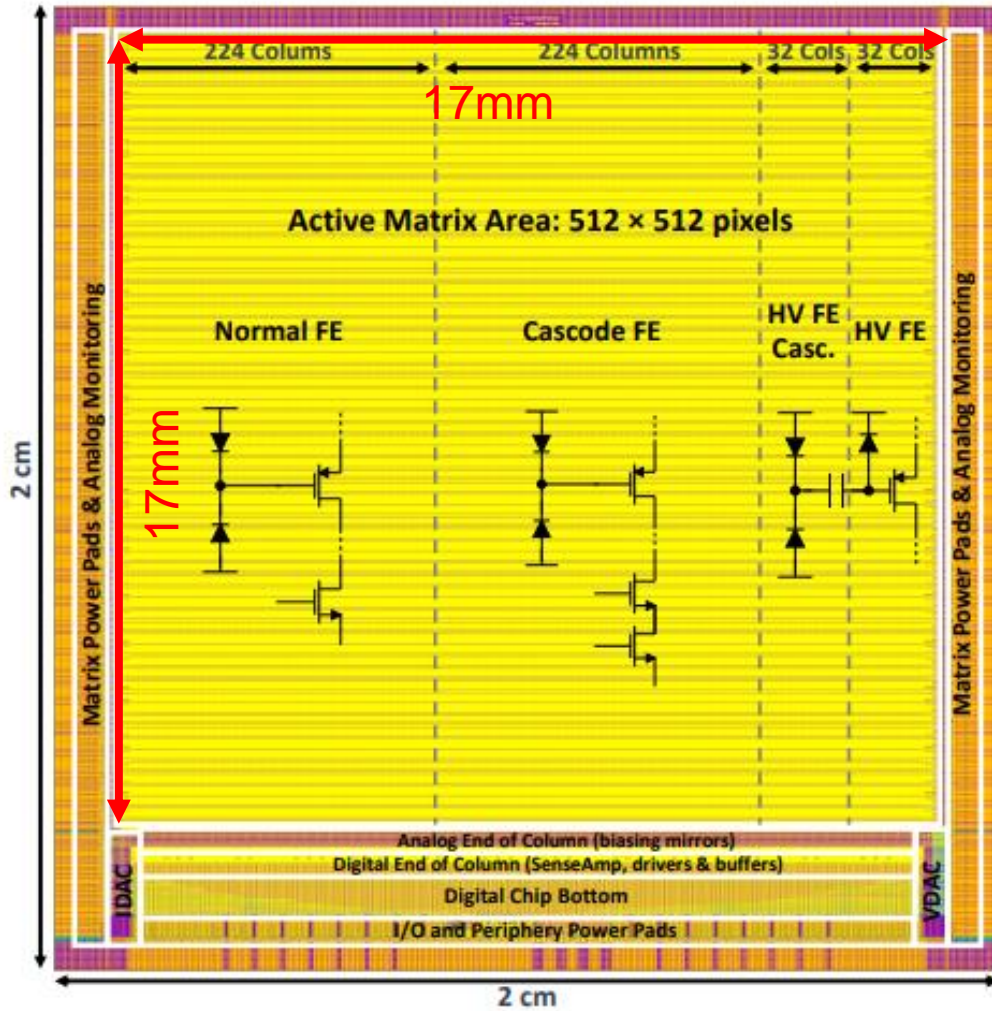 224 Colums
224 Columns
32 Cols
32 Cols
17mm
Active Matrix Area: 512 × 512 pixels
Normal FE
Cascode FE
HV FE
Casc.
HV FE
17mm
Matrix Power Pads & Analog Monitoring
Matrix Power Pads & Analog Monitoring
2 cm
Analog End of Column (biasing mirrors)
Digital End of Column (SenseAmp, drivers & buffers)
Digital Chip Bottom
I/O and Periphery Power Pads
IDAC
VDAC
2 cm